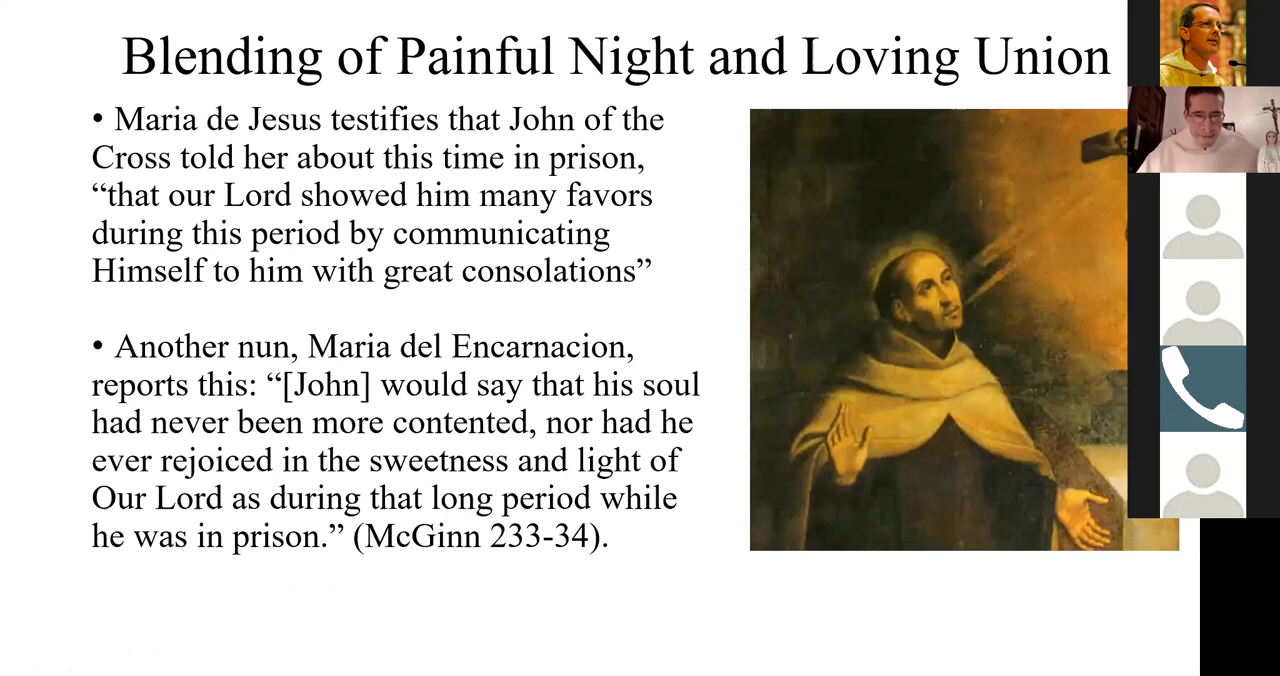 Blending of Painful Night and Loving Union
• Maria de Jesus testifies that John of the
Cross told her about this time in prison,
“that our Lord showed him many favors
during this period by communicating
Himself to him with great consolations”
• Another nun, Maria del Encarnacion,
reports this: “[John] would say that his soul
had never been more contented, nor had he
ever rejoiced in the sweetness and light of
Our Lord as during that long period while
he was in prison.” (McGinn 233-34).